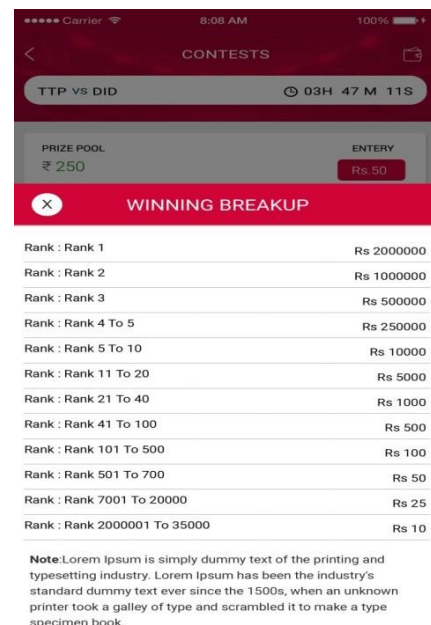 Carrier 8:08 AM 100%
CONTESTS
TTP VS DID 03H 47 M 11S
PRIZE POOL ENTERY
₹ 250 Rs.50
X WINNING BREAKUP
Rank : Rank 1 Rs 2000000
Rank : Rank 2 Rs 1000000
Rank : Rank 3 Rs 500000
Rank : Rank 4 To 5 Rs 250000
Rank : Rank 5 To 10 Rs 10000
Rank : Rank 11 To 20 Rs 5000
Rank : Rank 21 To 40 Rs 1000
Rank : Rank 41 To 100 Rs 500
Rank : Rank 101 To 500 Rs 100
Rank : Rank 501 To 700 Rs 50
Rank : Rank 7001 To 20000 Rs 25
Rank : Rank 2000001 To 35000 Rs 10
Note:Lorem Ipsum is simply dummy text of the printing and
typesetting industry. Lorem Ipsum has been the industry's
standard dummy text ever since the 1500s, when an unknown
printer took a galley of type and scrambled it to make a type
specimen book.